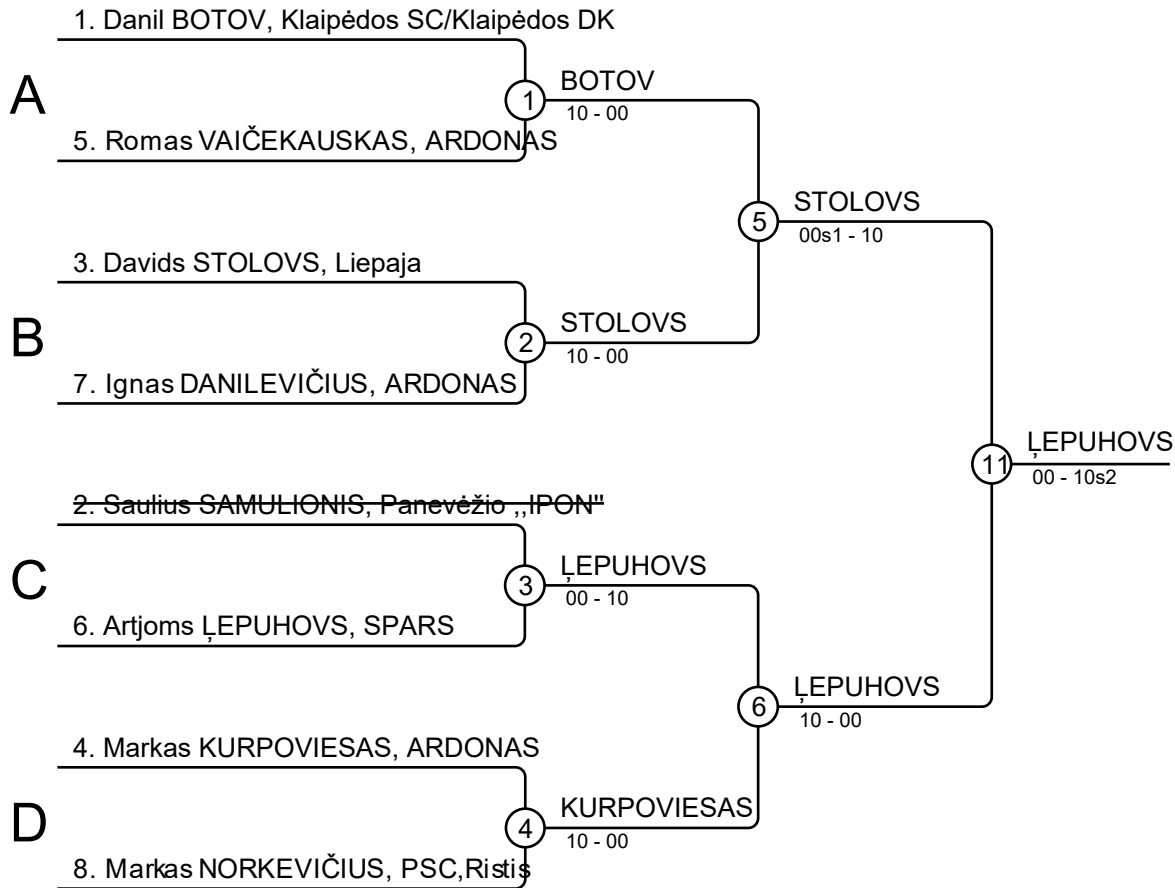 1. Danil BOTOV, Klaipėdos SC/Klaipėdos DK
A
1
BOTOV
10 - 00
5. Romas VAIČEKAUSKAS, ARDONAS
5
STOLOVS
00s1 - 10
3. Davids STOLOVS, Liepaja
B
2
STOLOVS
10 - 00
7. Ignas DANILEVIČIUS, ARDONAS
11
ĻEPUHOVS
00 - 10s2
2. Saulius SAMULIONIS, Panevėžio ,,IPON"
C
3
ĻEPUHOVS
00 - 10
6. Artjoms ĻEPUHOVS, SPARS
6
ĻEPUHOVS
10 - 00
4. Markas KURPOVIESAS, ARDONAS
D
4
KURPOVIESAS
10 - 00
8. Markas NORKEVIČIUS, PSC,Ristis